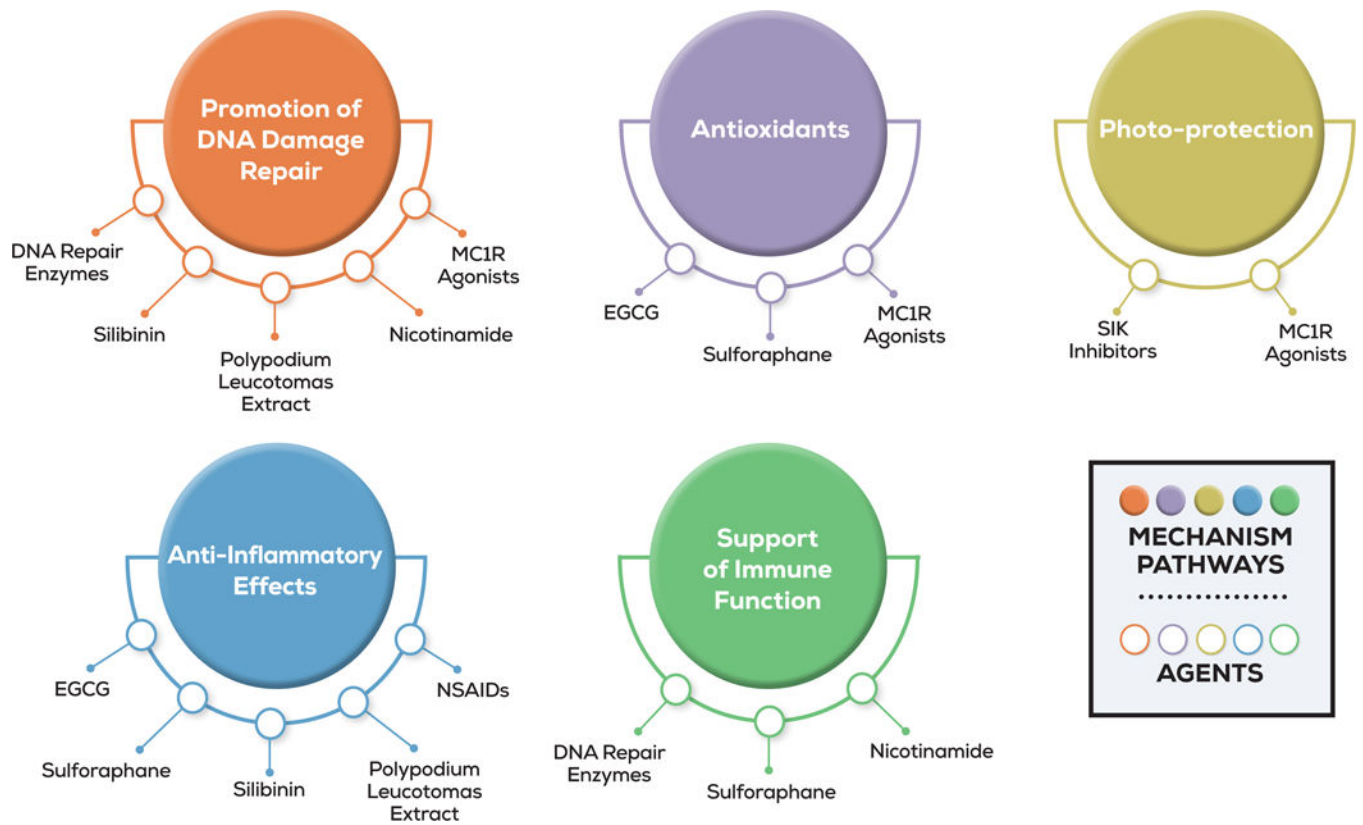 Promotion of
DNA Damage
Repair
DNA Repair
Enzymes
Silibinin
Polypodium
Leucotomas
Extract
Nicotinamide
MC1R
Agonists
Antioxidants
EGCG
Sulforaphane
MC1R
Agonists
Photo-protection
SIK
Inhibitors
MC1R
Agonists
Anti-Inflammatory
Effects
EGCG
Sulforaphane
Silibinin
Polypodium
Leucotomas
Extract
NSAIDs
Support
of Immune
Function
DNA Repair
Enzymes
Sulforaphane
Nicotinamide
MECHANISM
PATHWAYS
AGENTS